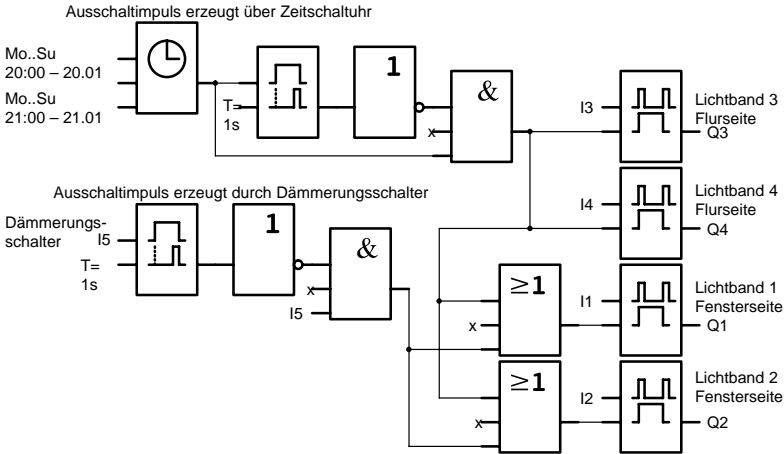 Ausschaltimpuls erzeugt über Zeitschaltuhr
Mo..Su
20:00 – 20.01
Mo..Su
21:00 – 21.01
T=
1s
1
&
x
I3
Lichtband 3
Flurseite
Q3
Ausschaltimpuls erzeugt durch Dämmerungsschalter
Dämmerungs-
schalter
I5
T=
1s
1
&
x
I5
I4
Lichtband 4
Flurseite
Q4
≥1
x
I1
Lichtband 1
Fensterseite
Q1
≥1
x
I2
Lichtband 2
Fensterseite
Q2